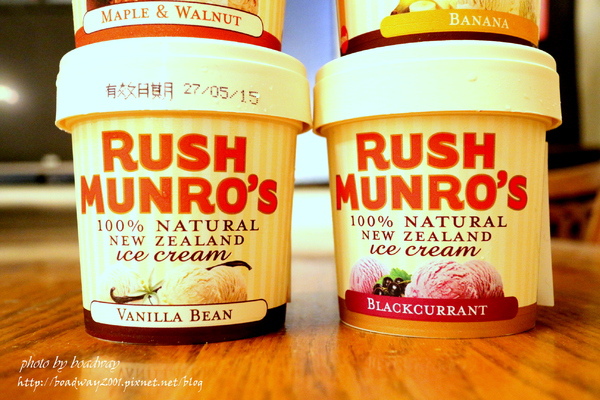 MAPLE & WALNUT
BANANA
有效日期 27/05/15
RUSH
MUNRO'S
100% NATURAL
NEW ZEALAND
ice cream
VANILLA BEAN
RUSH
MUNRO'S
100% NATURAL
NEW ZEALAND
ice cream
BLACKCURRANT
photo by boadway
http://boadway2001.pixnet.net/blog